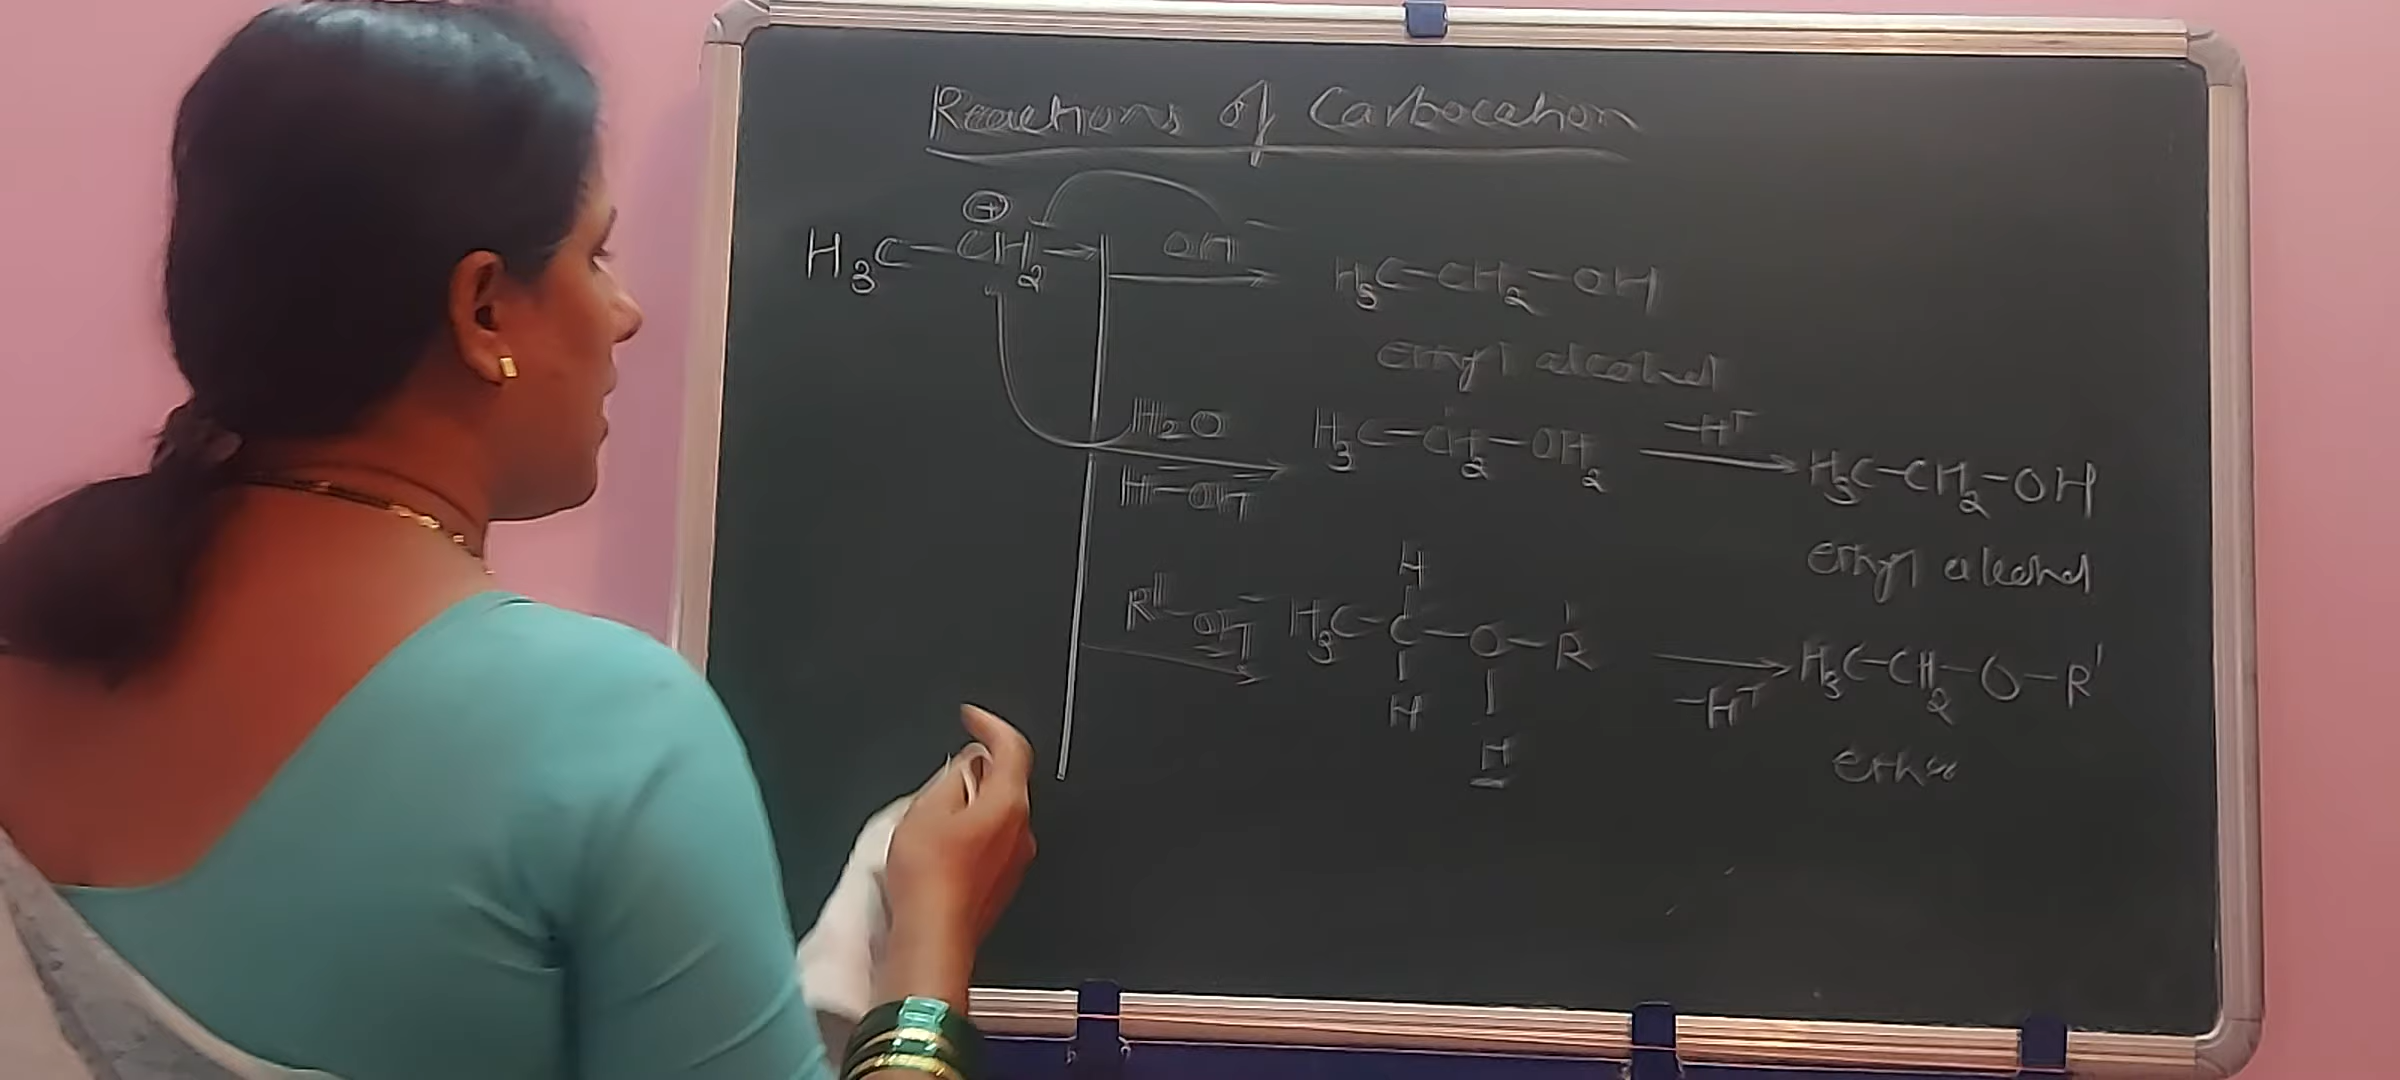 Reactions of Carbocation
⊕
H₃C—CH₂ → OH⁻ → H₃C—CH₂—OH
ethyl alcohol
H₂O
H—OH → H₃C—CH₂—OH₂ —H⁺ → H₃C—CH₂—OH
ethyl alcohol
H
H₃C—C—O—R' → —H⁺ H₃C—CH₂—O—R'
H H
ether